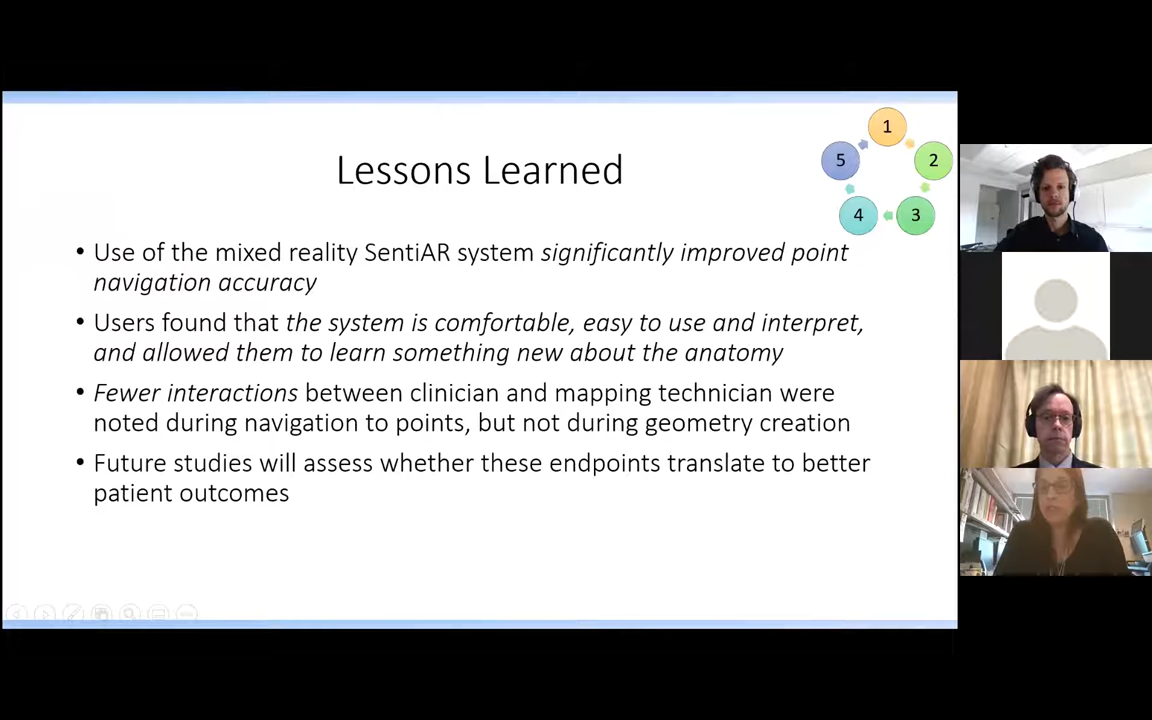 Lessons Learned
1
2
3
4
5
• Use of the mixed reality SentiAR system significantly improved point
navigation accuracy
• Users found that the system is comfortable, easy to use and interpret,
and allowed them to learn something new about the anatomy
• Fewer interactions between clinician and mapping technician were
noted during navigation to points, but not during geometry creation
• Future studies will assess whether these endpoints translate to better
patient outcomes